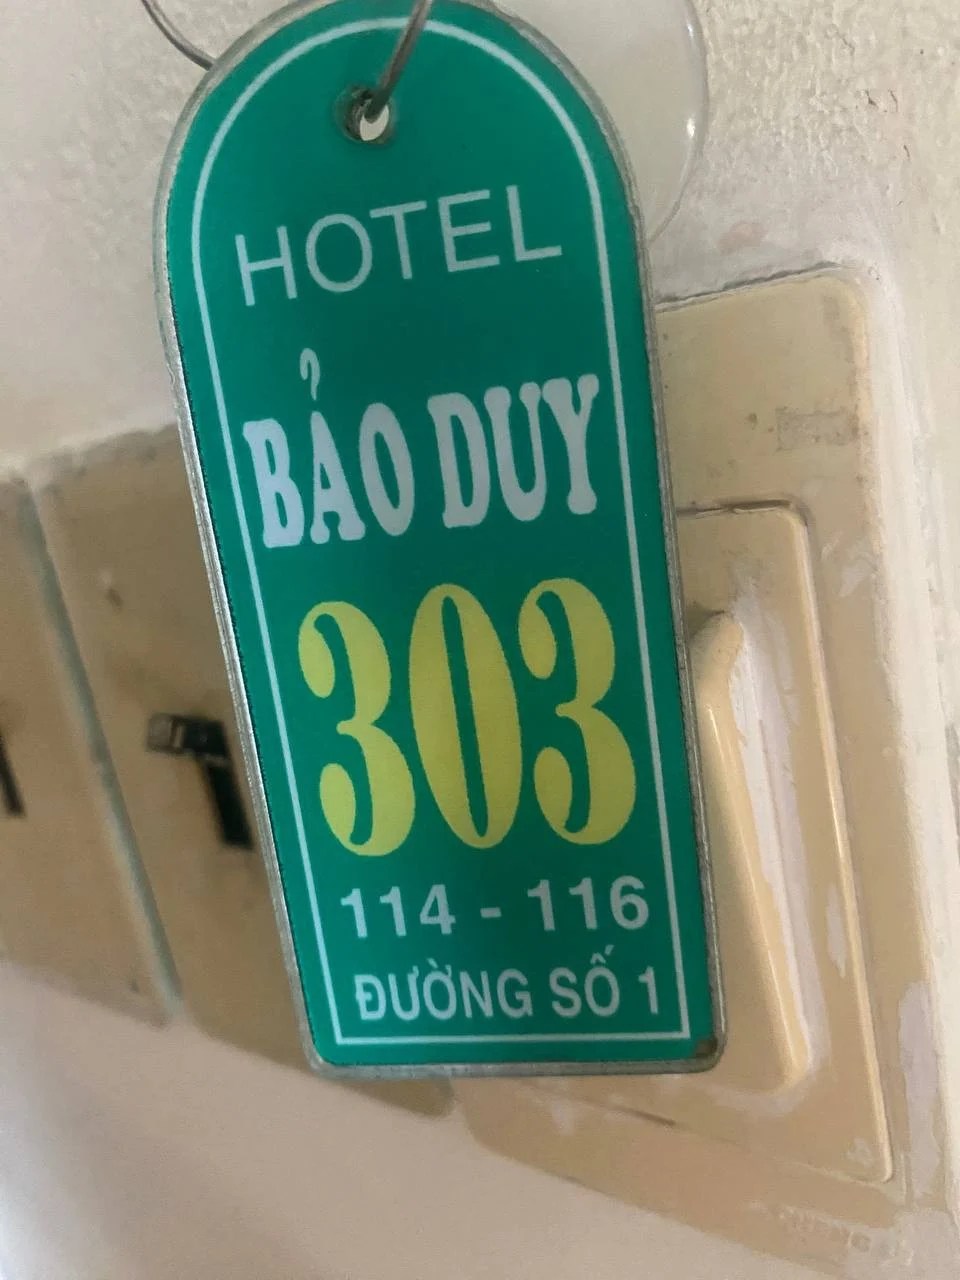 HOTEL
BẢO DUY
303
114 - 116
ĐƯỜNG SỐ 1